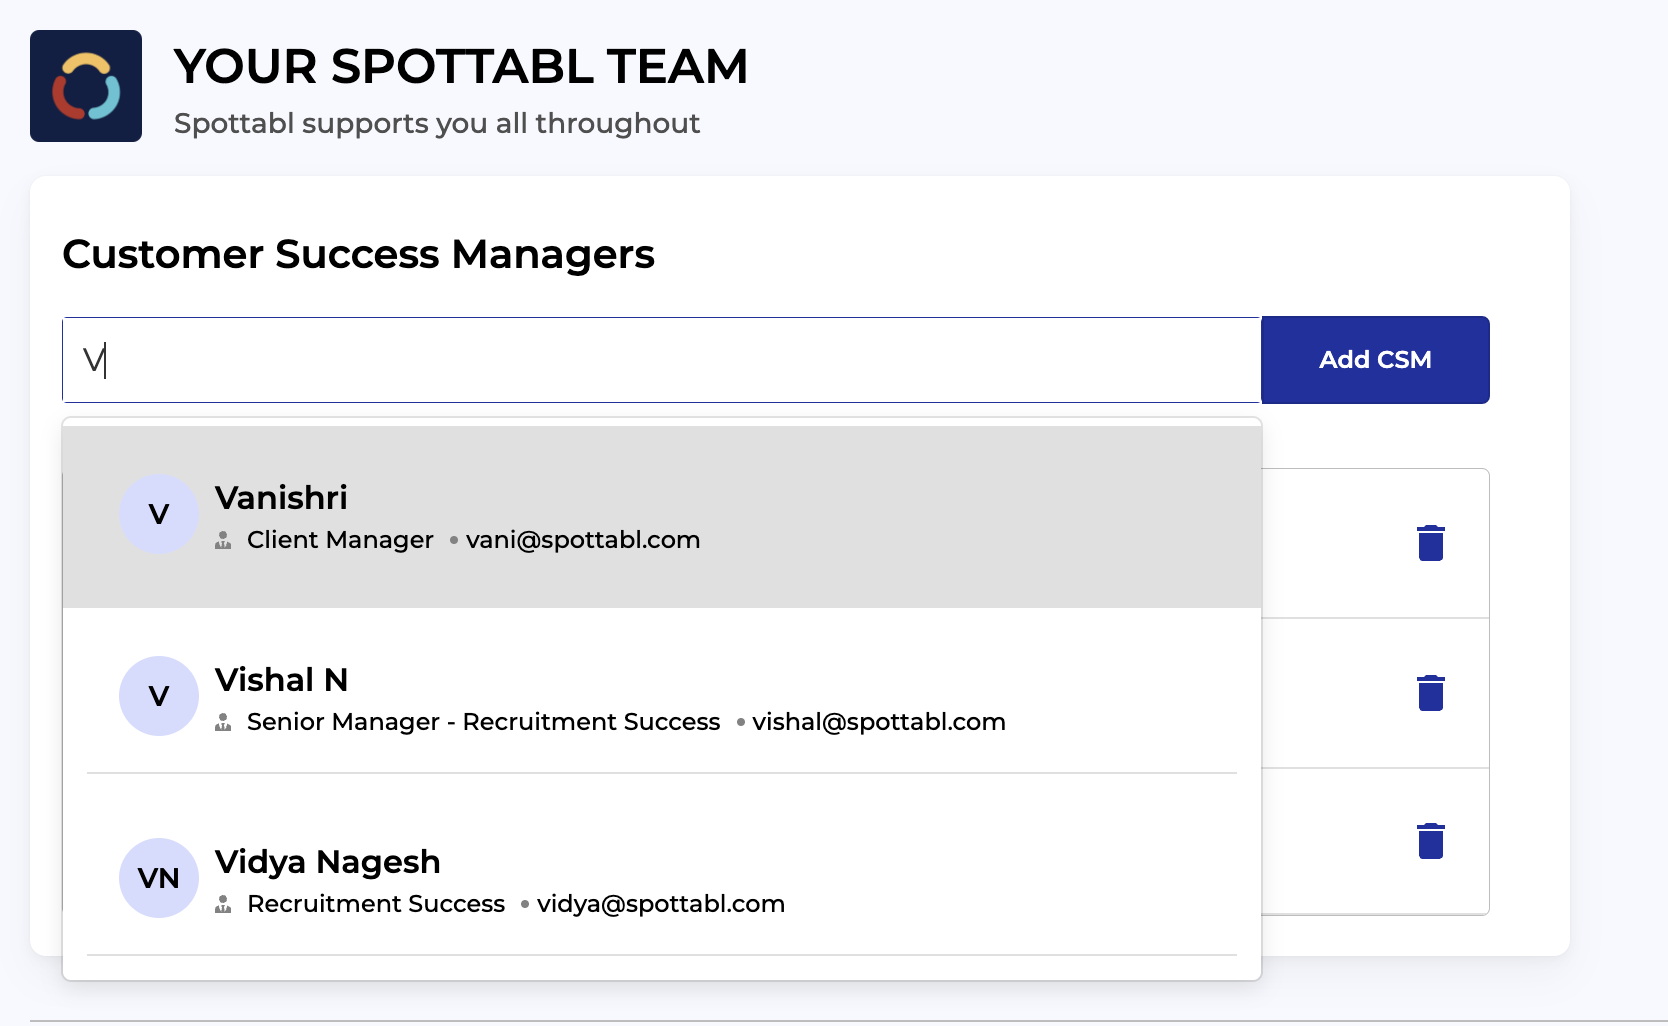 YOUR SPOTTABL TEAM
Spottabl supports you all throughout
Customer Success Managers
V
Add CSM
V
Vanishri
Client Manager • vani@spottabl.com
V
Vishal N
Senior Manager - Recruitment Success • vishal@spottabl.com
VN
Vidya Nagesh
Recruitment Success • vidya@spottabl.com